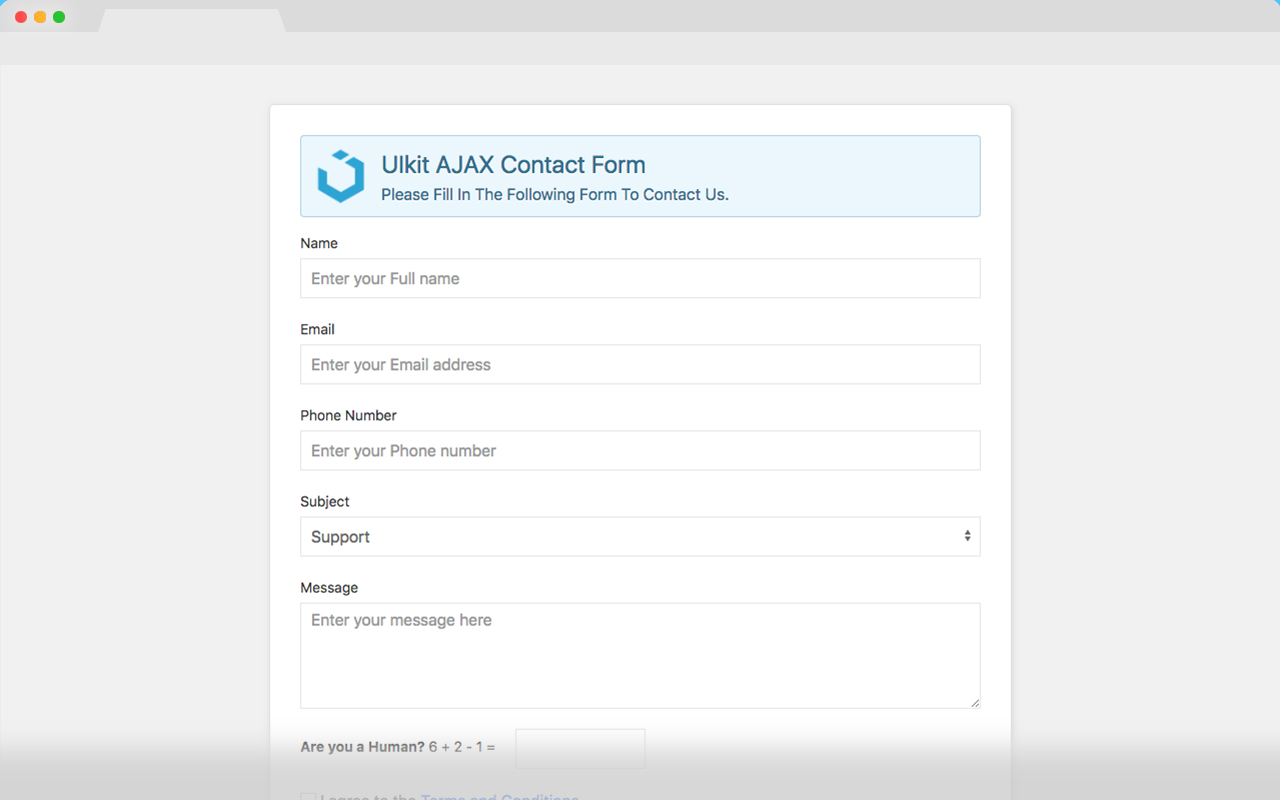 UIkit AJAX Contact Form
Please Fill In The Following Form To Contact Us.
Name
Enter your Full name
Email
Enter your Email address
Phone Number
Enter your Phone number
Subject
Support
Message
Enter your message here
Are you a Human? 6 + 2 - 1 =
I agree to the Terms and Conditions